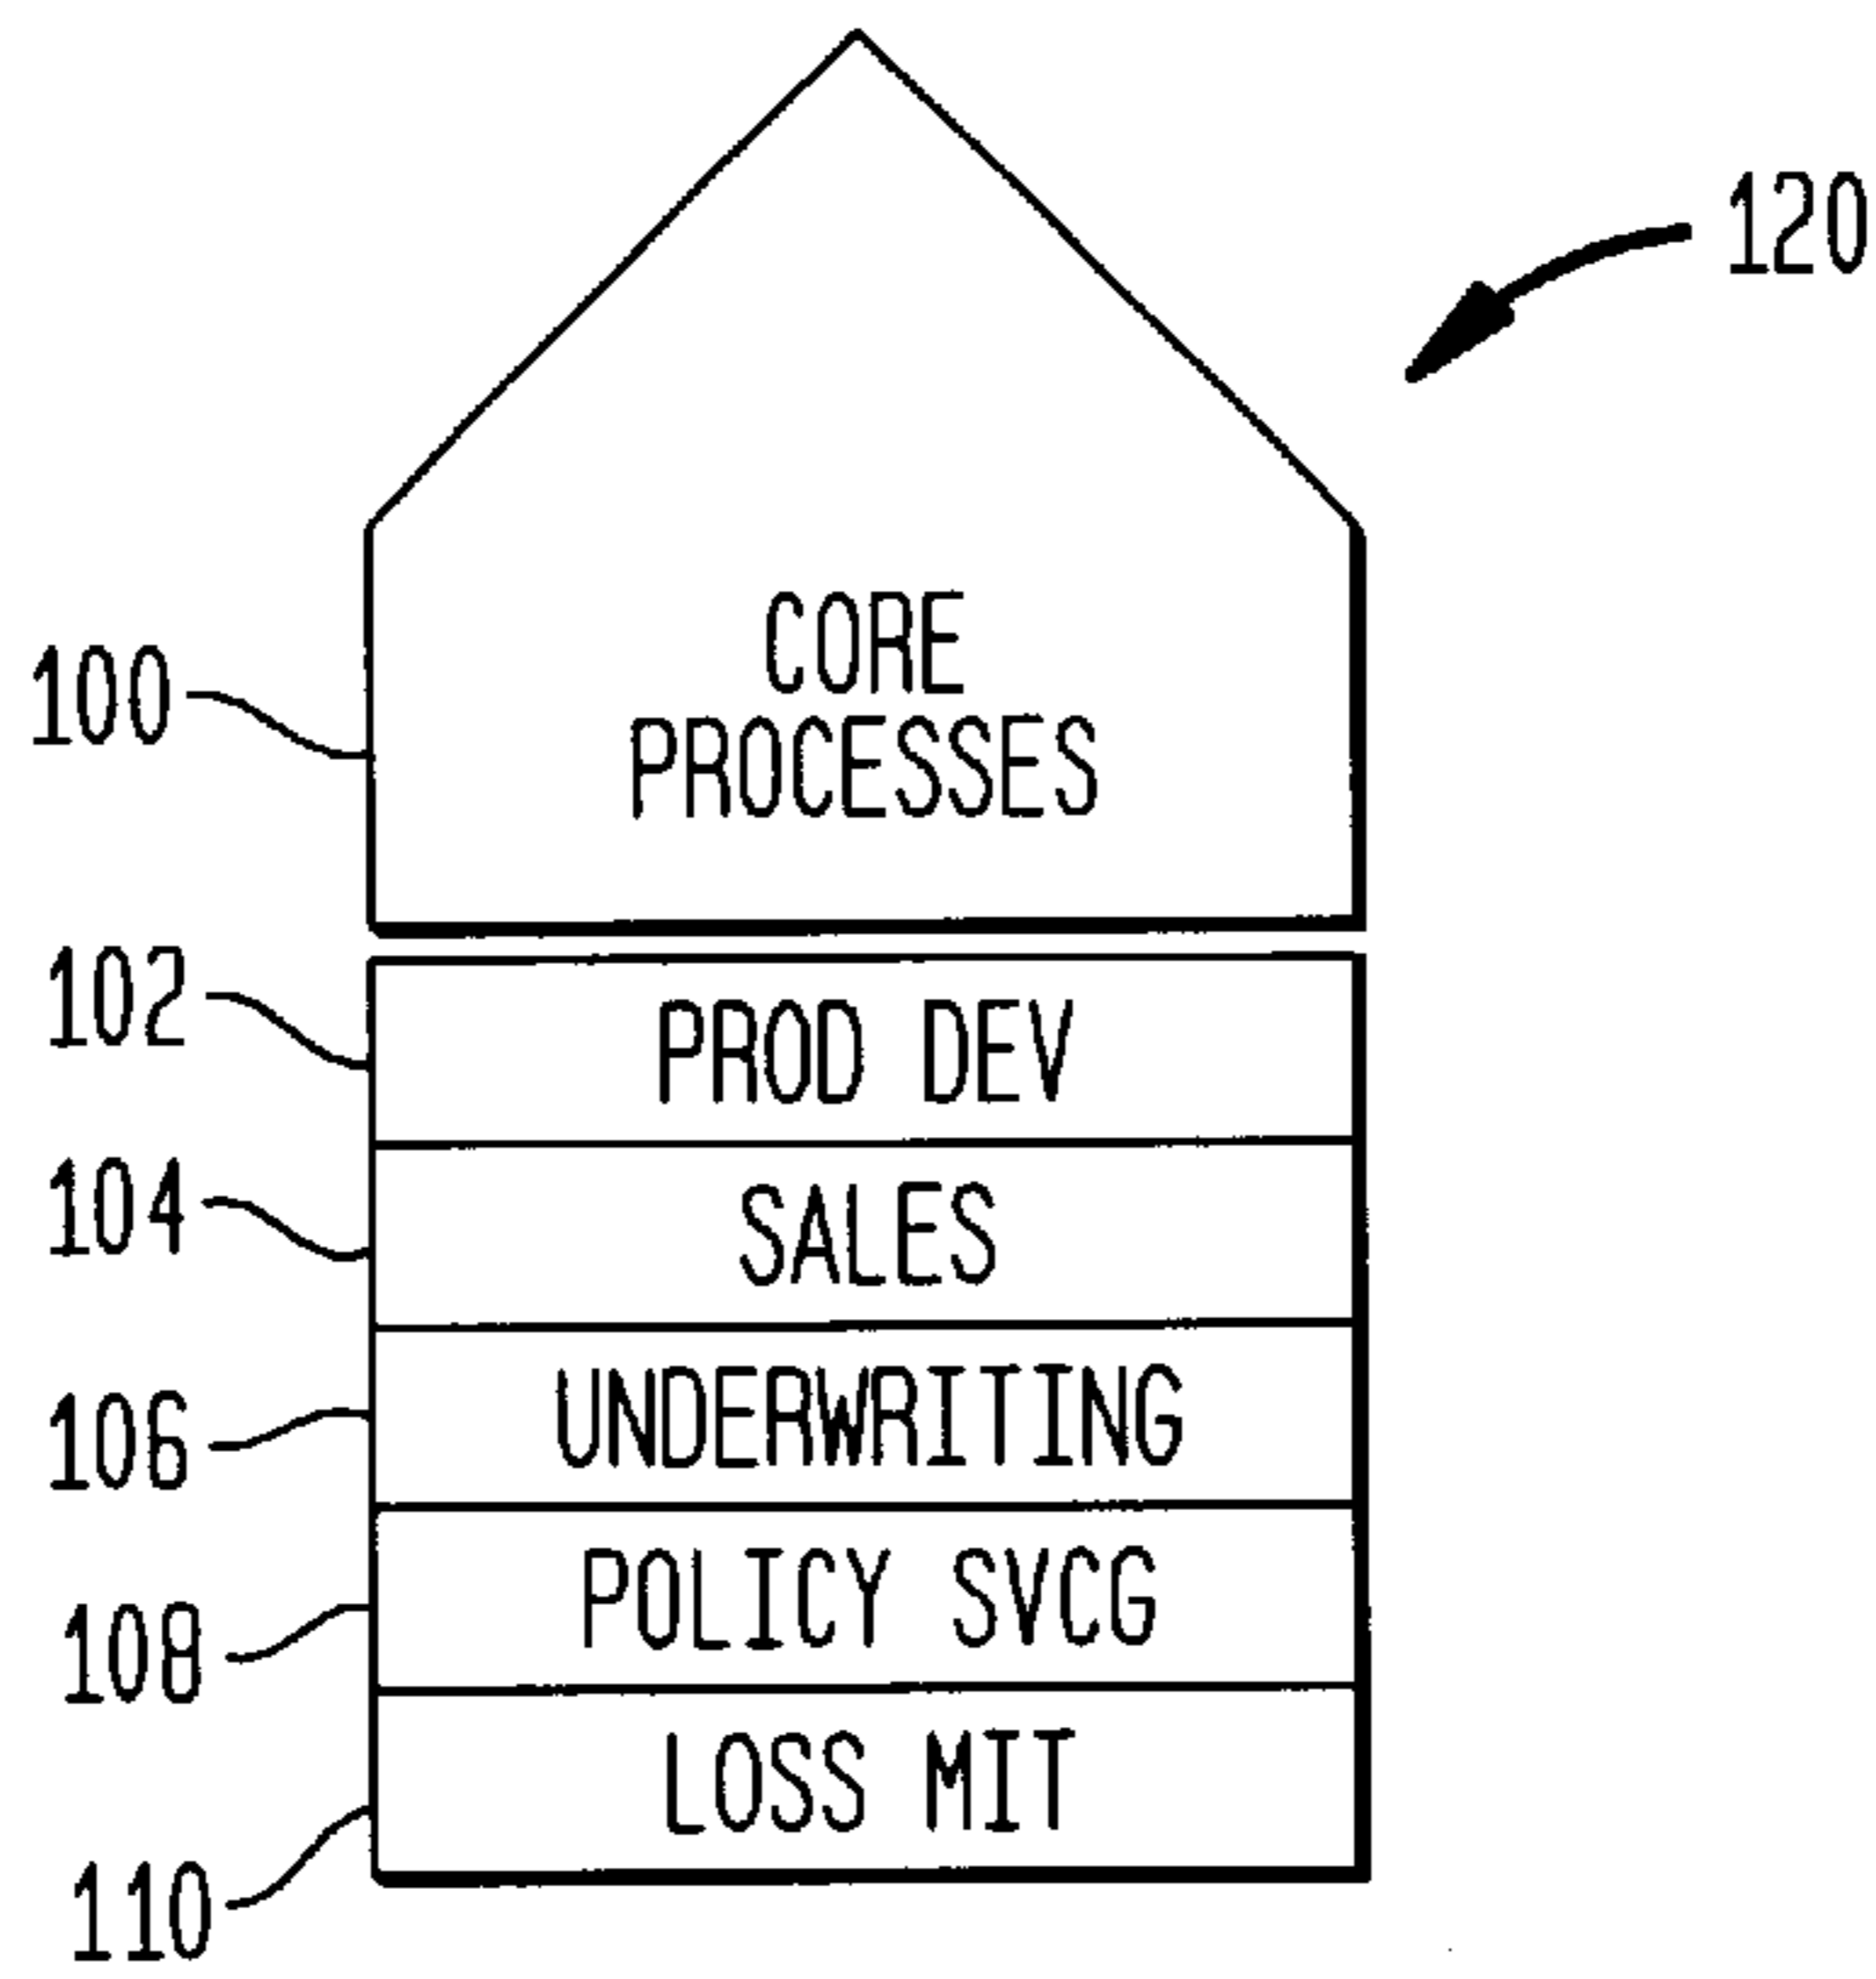 120
100
CORE
PROCESSES
102
PROD DEV
104
SALES
106
UNDERWRITING
108
POLICY SVCG
110
LOSS MIT